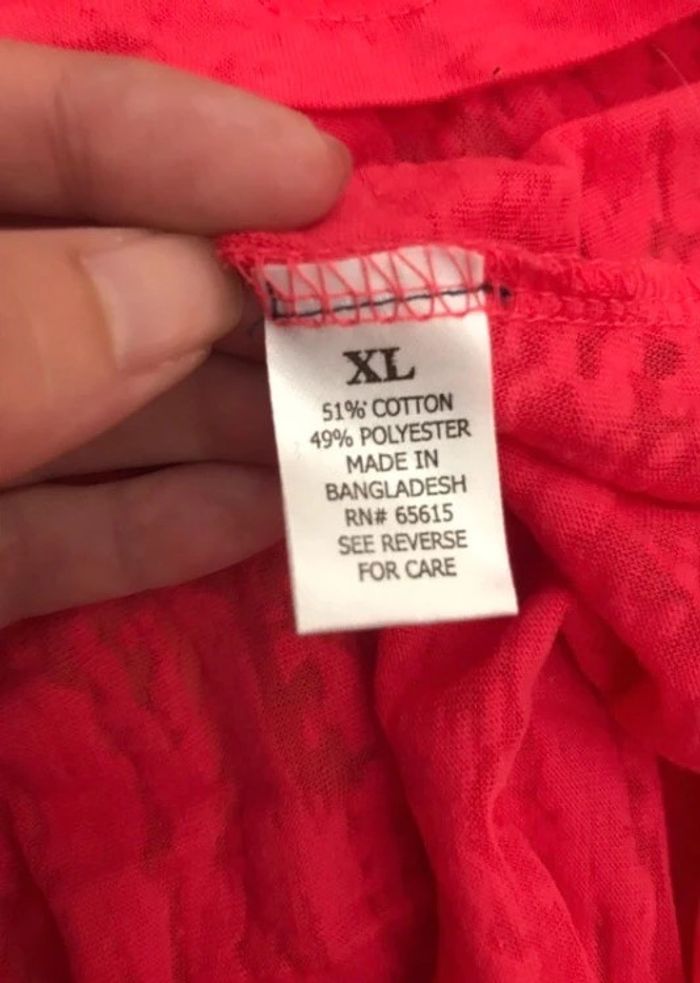 XL
51% COTTON
49% POLYESTER
MADE IN
BANGLADESH
RN# 65615
SEE REVERSE
FOR CARE